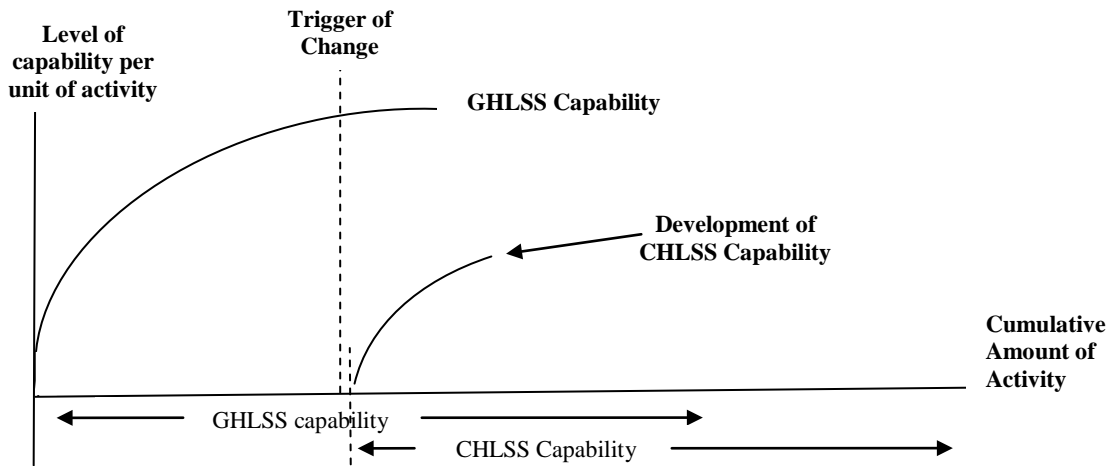 Level of
capability per
unit of activity
Trigger of
Change
GHLSS Capability
Development of
CHLSS Capability
Cumulative
Amount of
Activity
GHLSS capability
CHLSS Capability